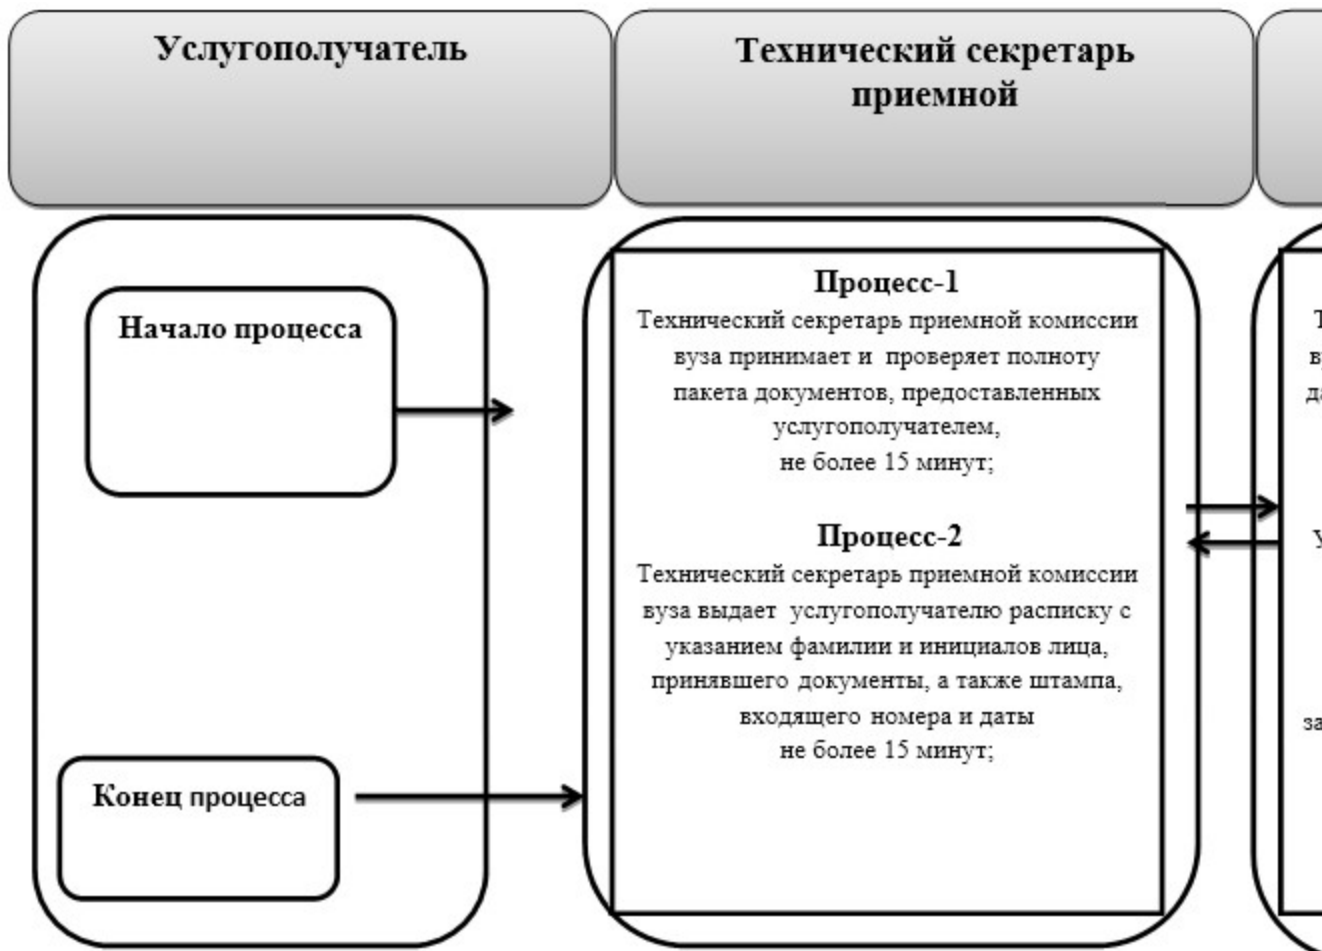 Услугополучатель
Технический секретарь
приемной
Начало процесса
Конец процесса
Процесс-1
Технический секретарь приемной комиссии
вуза принимает и проверяет полноту
пакета документов, предоставленных
услугополучателем,
не более 15 минут;
Процесс-2
Технический секретарь приемной комиссии
вуза выдает услугополучателю расписку с
указанием фамилии и инициалов лица,
принявшего документы, а также штампа,
входящего номера и даты
не более 15 минут;